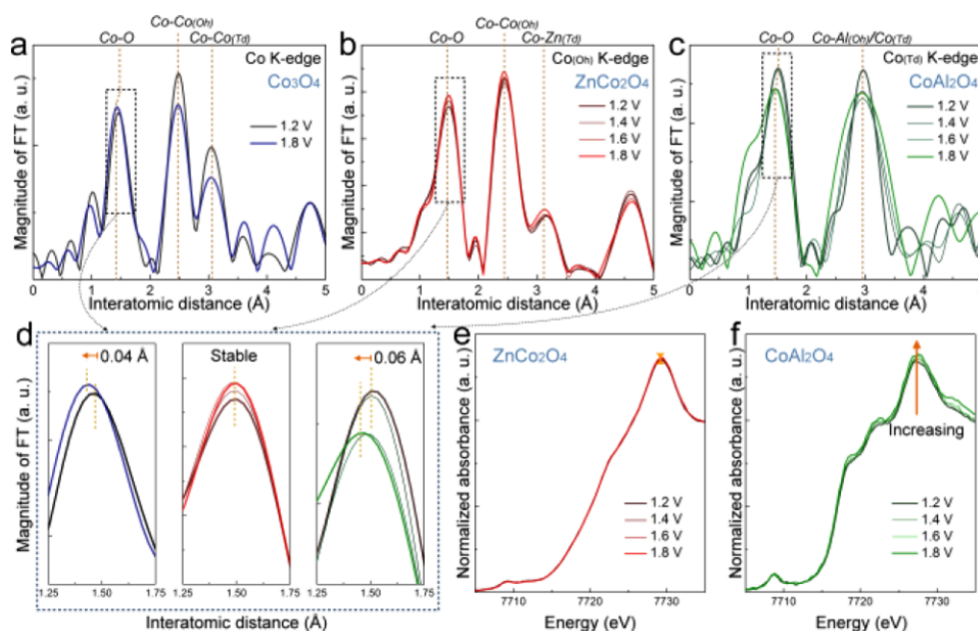 a
Co-O
Co-Co(Oh)
Co-Co(Td)
Co K-edge
Co3O4
1.2 V
1.8 V
Magnitude of FT (a. u.)
0 1 2 3 4 5
Interatomic distance (Å)
b
Co-O
Co-Co(Oh)
Co-Zn(Td)
Co(Oh) K-edge
ZnCo2O4
1.2 V
1.4 V
1.6 V
1.8 V
Magnitude of FT (a. u.)
0 1 2 3 4 5
Interatomic distance (Å)
c
Co-O
Co-Al(Oh)/Co(Td)
Co(Td) K-edge
CoAl2O4
1.2 V
1.4 V
1.6 V
1.8 V
Magnitude of FT (a. u.)
0 1 2 3 4
Interatomic distance (Å)
d
0.04 Å
Stable
0.06 Å
Magnitude of FT (a. u.)
1.25 1.50 1.75
1.25 1.50 1.75
1.25 1.50 1.75
Interatomic distance (Å)
e
ZnCo2O4
1.2 V
1.4 V
1.6 V
1.8 V
Normalized absorbance (a. u.)
7710 7720 7730
Energy (eV)
f
CoAl2O4
Increasing
1.2 V
1.4 V
1.6 V
1.8 V
Normalized absorbance (a. u.)
7710 7720 7730
Energy (eV)